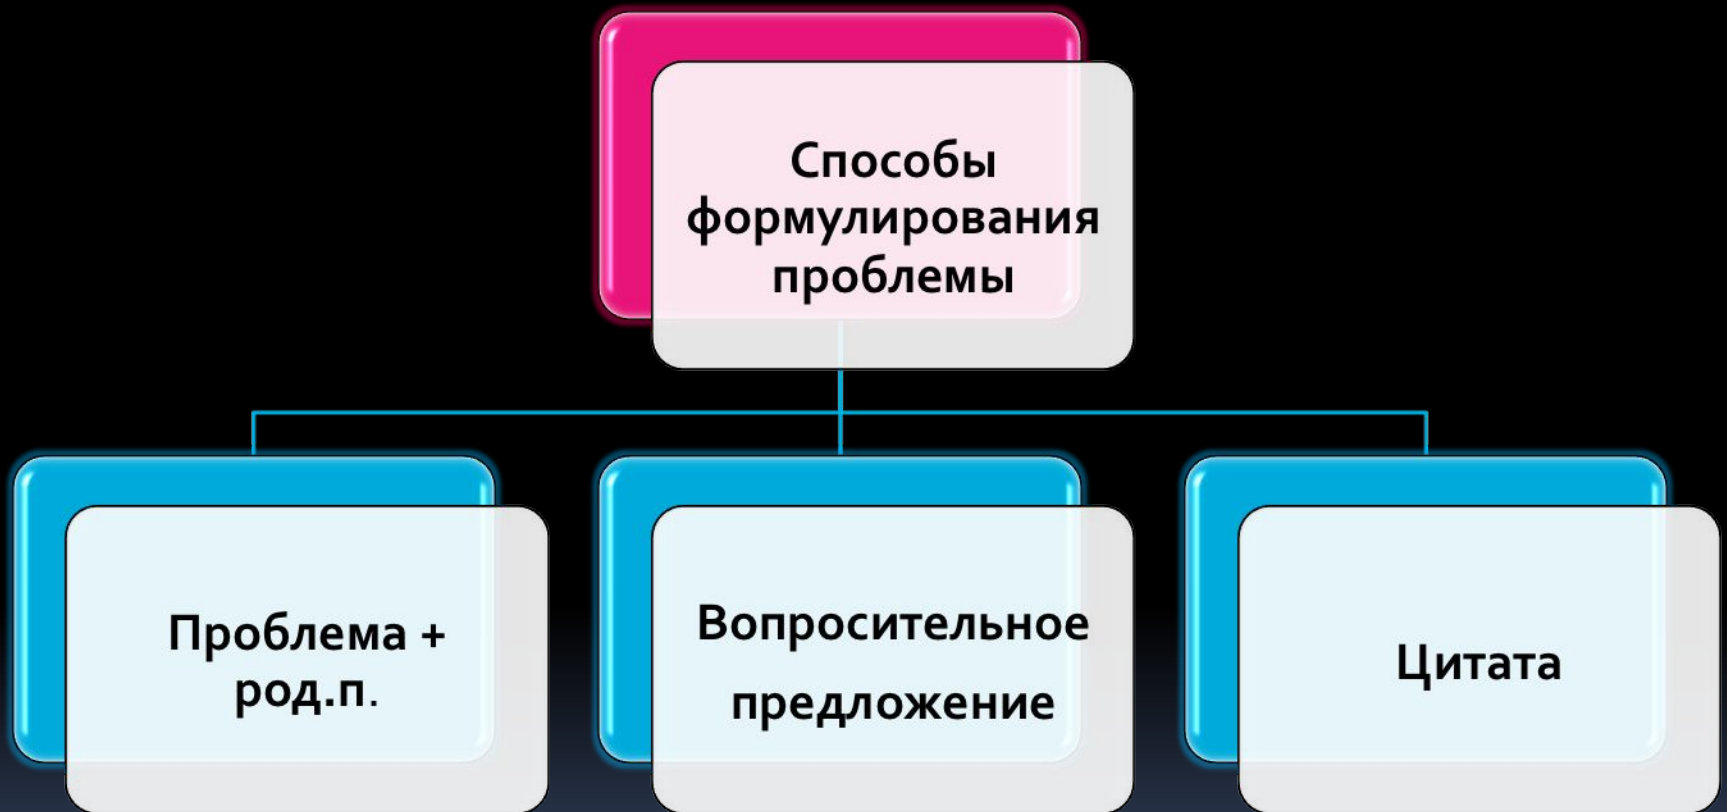 Способы
формулирования
проблемы
Проблема +
род.п.
Вопросительное
предложение
Цитата